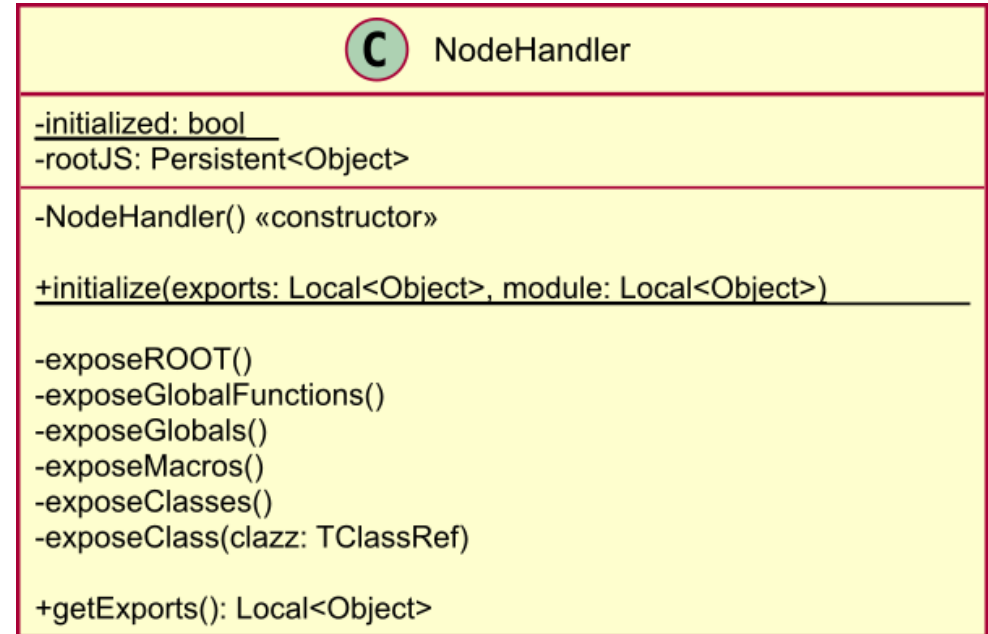 C NodeHandler
-initialized: bool
-rootJS: Persistent<Object>
-NodeHandler() «constructor»
+initialize(exports: Local<Object>, module: Local<Object>)
-exposeROOT()
-exposeGlobalFunctions()
-exposeGlobals()
-exposeMacros()
-exposeClasses()
-exposeClass(clazz: TClassRef)
+getExports(): Local<Object>